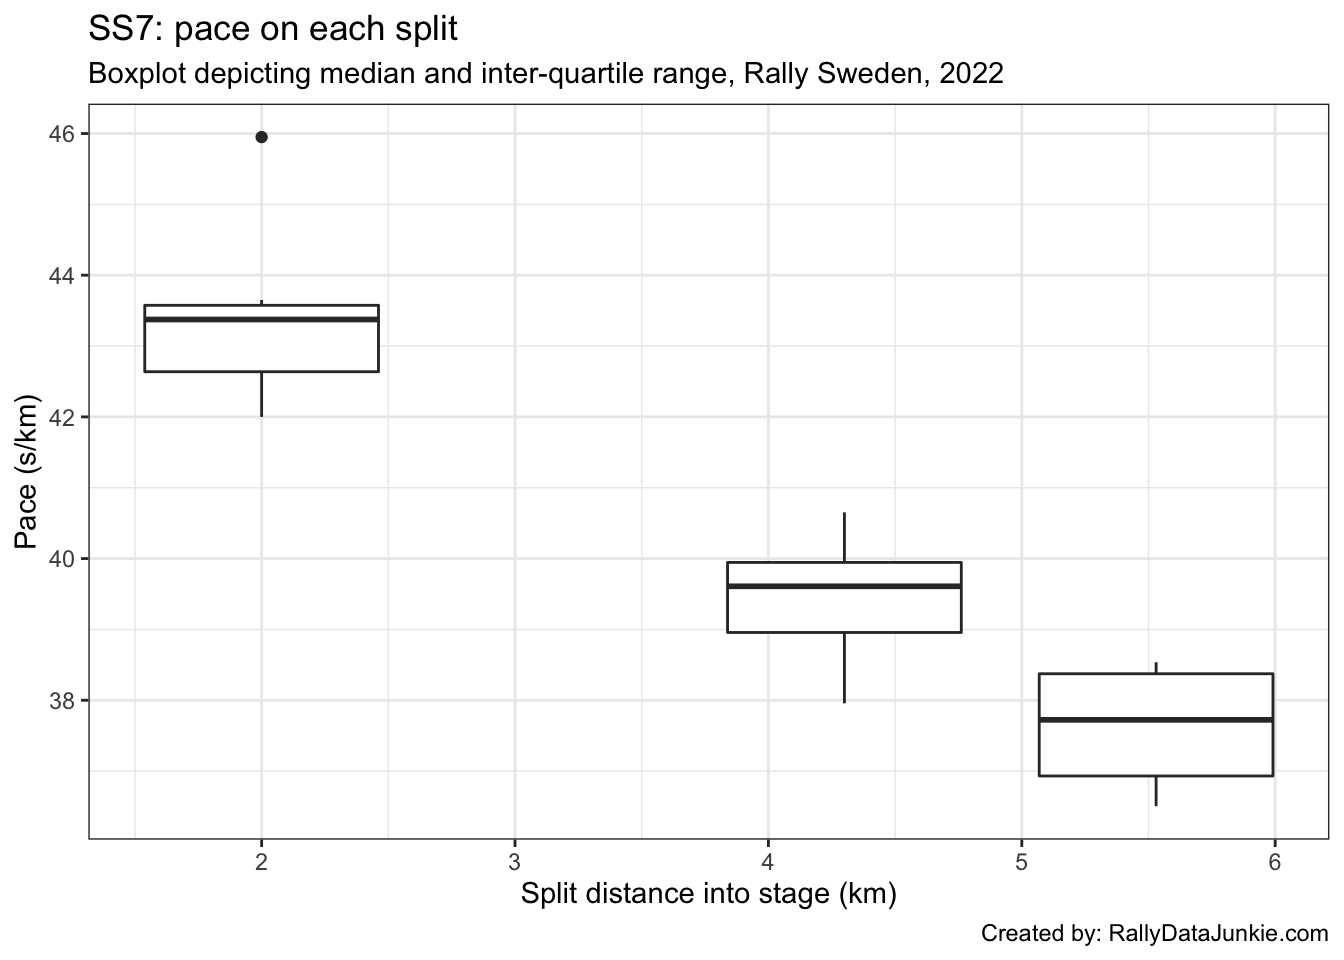 SS7: pace on each split
Boxplot depicting median and inter-quartile range, Rally Sweden, 2022
Pace (s/km)
46
44
42
40
38
2 3 4 5 6
Split distance into stage (km)
Created by: RallyDataJunkie.com